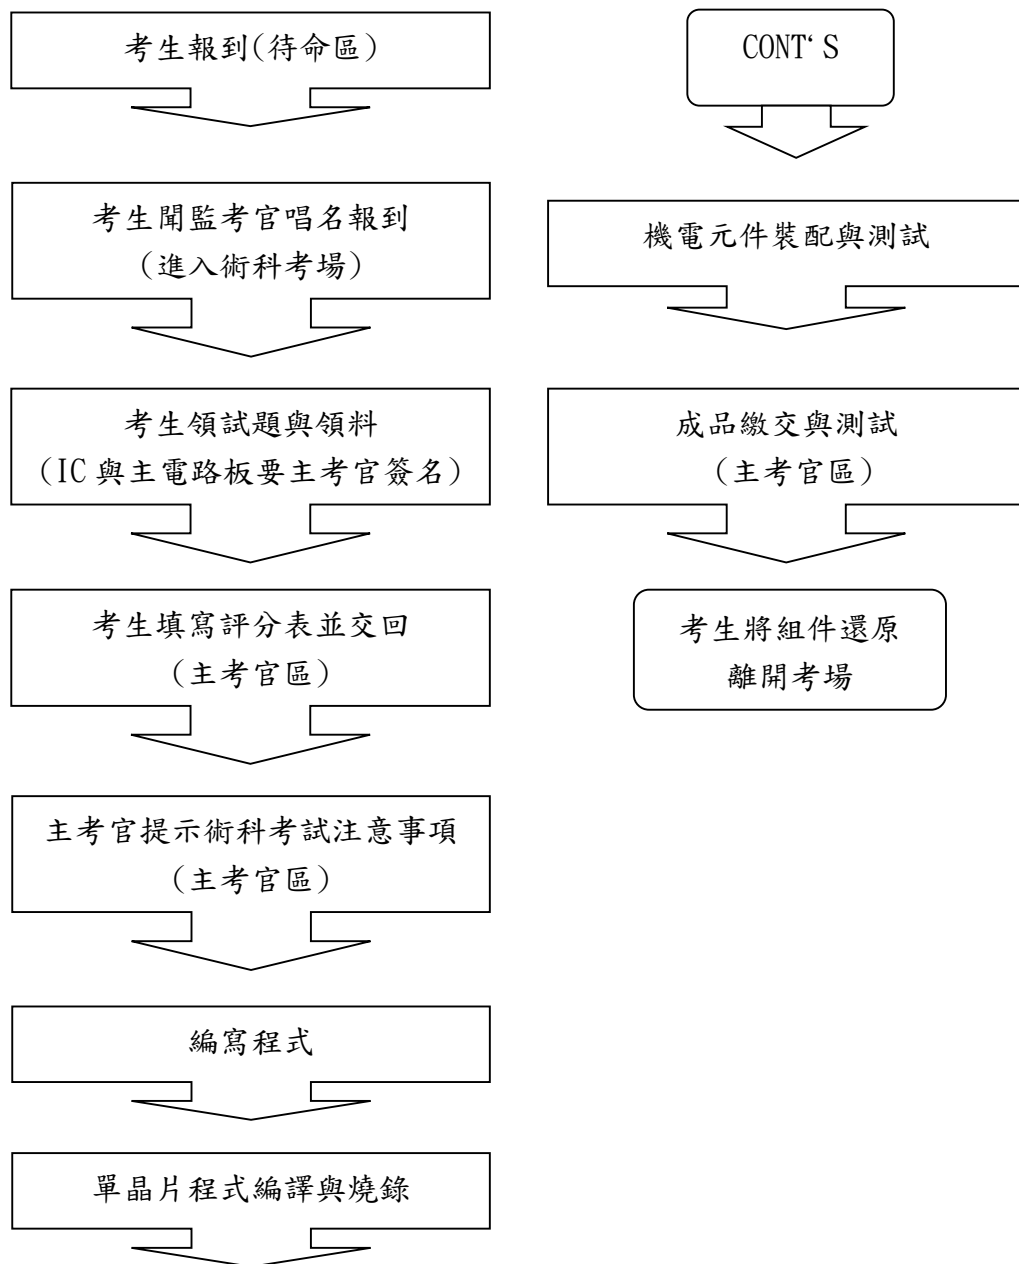 考生報到(待命區)
考生聞監考官唱名報到
(進入術科考場)
考生領試題與領料
(IC 與主電路板要主考官簽名)
考生填寫評分表並交回
(主考官區)
主考官提示術科考試注意事項
(主考官區)
編寫程式
單晶片程式編譯與燒錄
CONT‘S
機電元件裝配與測試
成品繳交與測試
(主考官區)
考生將組件還原
離開考場